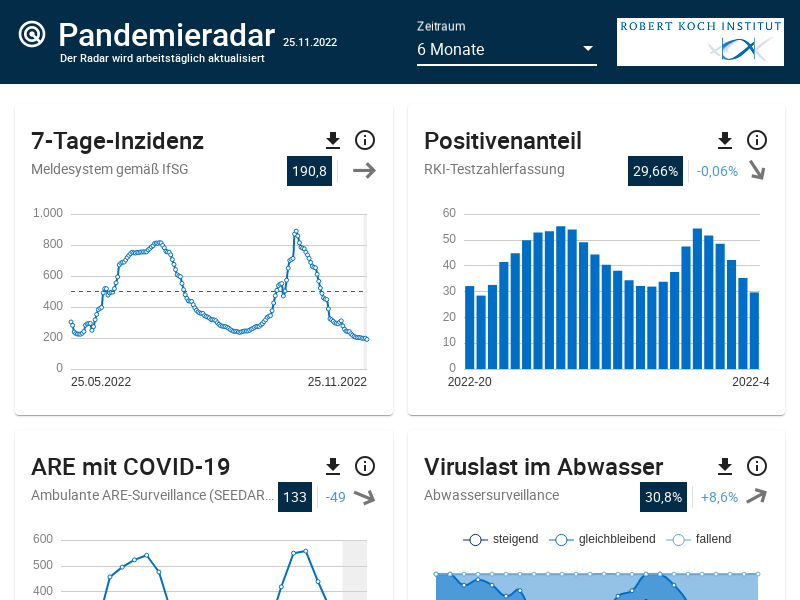 Pandemieradar 25.11.2022
Der Radar wird arbeitstäglich aktualisiert
Zeitraum
6 Monate
ROBERT KOCH INSTITUT
7-Tage-Inzidenz
Meldesystem gemäß IfSG
190,8
1.000
800
600
400
200
0
25.05.2022
25.11.2022
Positivenanteil
RKI-Testzahlerfassung
29,66%
-0,06%
60
50
40
30
20
10
0
2022-20
2022-4
ARE mit COVID-19
Ambulante ARE-Surveillance (SEEDAR...
133
-49
600
500
400
Viruslast im Abwasser
Abwassersurveillance
30,8%
+8,6%
steigend
gleichbleibend
fallend